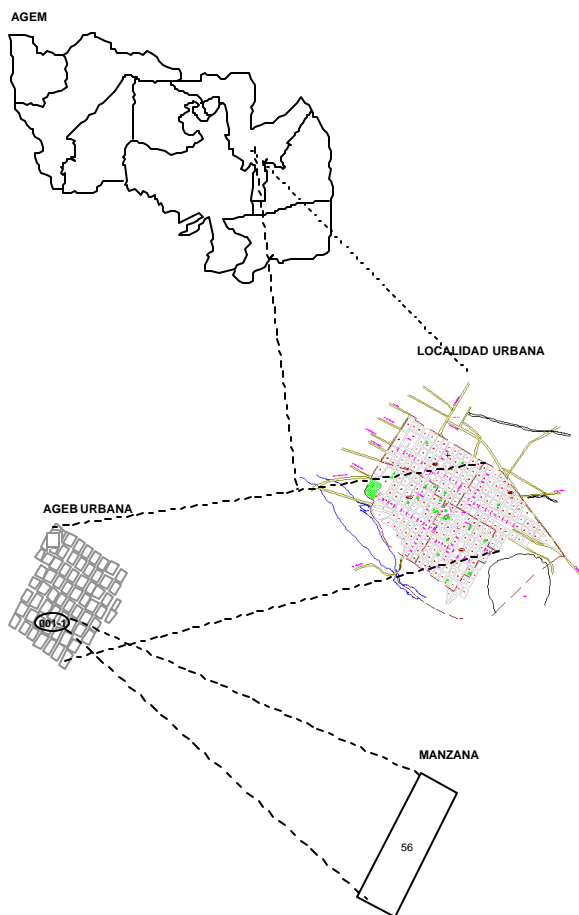 AGEM
LOCALIDAD URBANA
AGEB URBANA
001-1
MANZANA
56